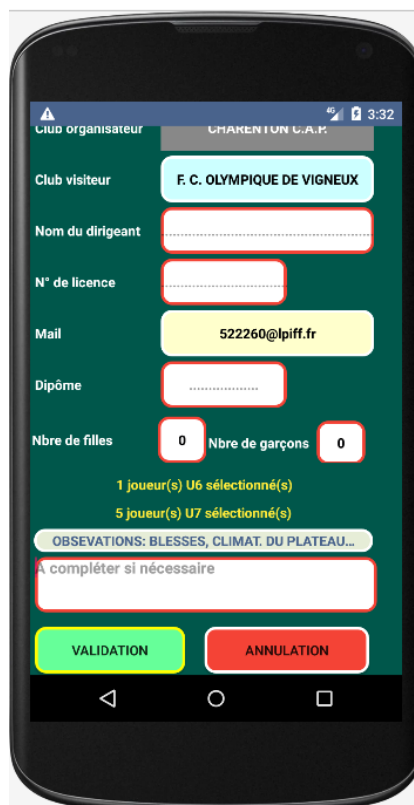 4G 3:32
Club organisateur CHARENTON C.A.P.
Club visiteur F. C. OLYMPIQUE DE VIGNEUX
Nom du dirigeant ................................................
N° de licence ................................
Mail 522260@lpiff.fr
Dipôme ..................
Nbre de filles 0 Nbre de garçons 0
1 joueur(s) U6 sélectionné(s)
5 joueur(s) U7 sélectionné(s)
OBSEVATIONS: BLESSES, CLIMAT. DU PLATEAU...
A compléter si nécessaire
VALIDATION ANNULATION